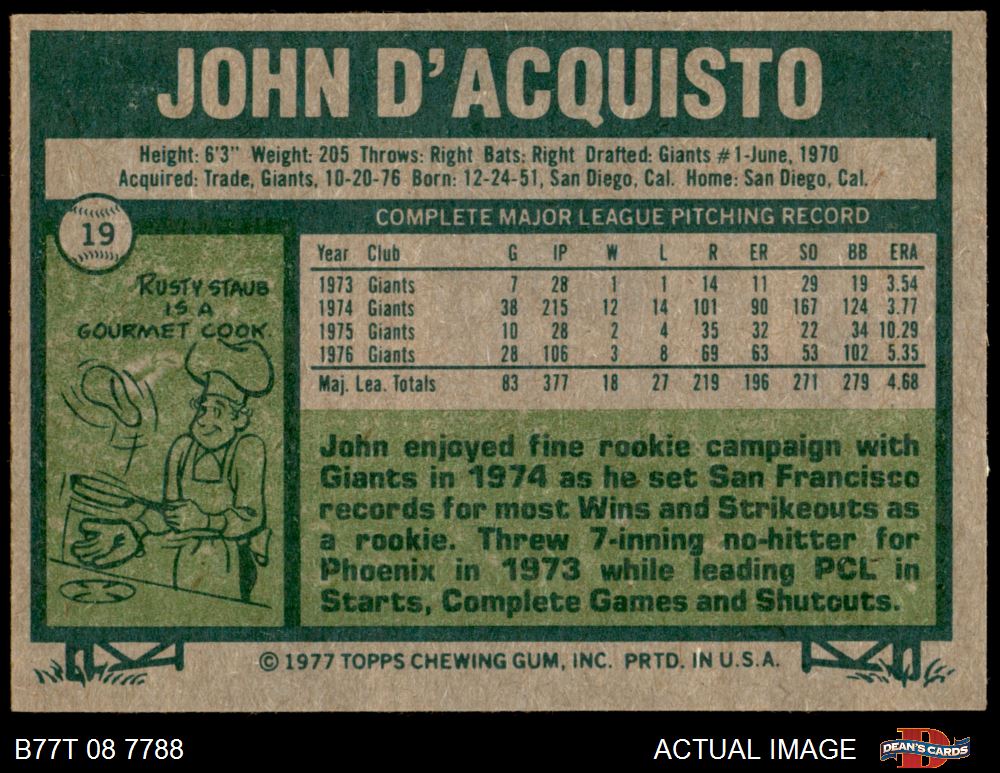 JOHN D'ACQUISTO
Height: 6'3" Weight: 205 Throws: Right Bats: Right Drafted: Giants #1-June, 1970
Acquired: Trade, Giants, 10-20-76 Born: 12-24-51, San Diego, Cal. Home: San Diego, Cal.
19
RUSTY STAUB
IS A
GOURMET COOK.
COMPLETE MAJOR LEAGUE PITCHING RECORD
Year Club G IP W L R ER SO BB ERA
1973 Giants 7 28 1 1 14 11 29 19 3.54
1974 Giants 38 215 12 14 101 90 167 124 3.77
1975 Giants 10 28 2 4 35 32 22 34 10.29
1976 Giants 28 106 3 8 69 63 53 102 5.35
Maj. Lea. Totals 83 377 18 27 219 196 271 279 4.68
John enjoyed fine rookie campaign with
Giants in 1974 as he set San Francisco
records for most Wins and Strikeouts as
a rookie. Threw 7-inning no-hitter for
Phoenix in 1973 while leading PCL in
Starts, Complete Games and Shutouts.
© 1977 TOPPS CHEWING GUM, INC. PRTD. IN U.S.A.
B77T 08 7788
ACTUAL IMAGE
DEAN'S CARDS